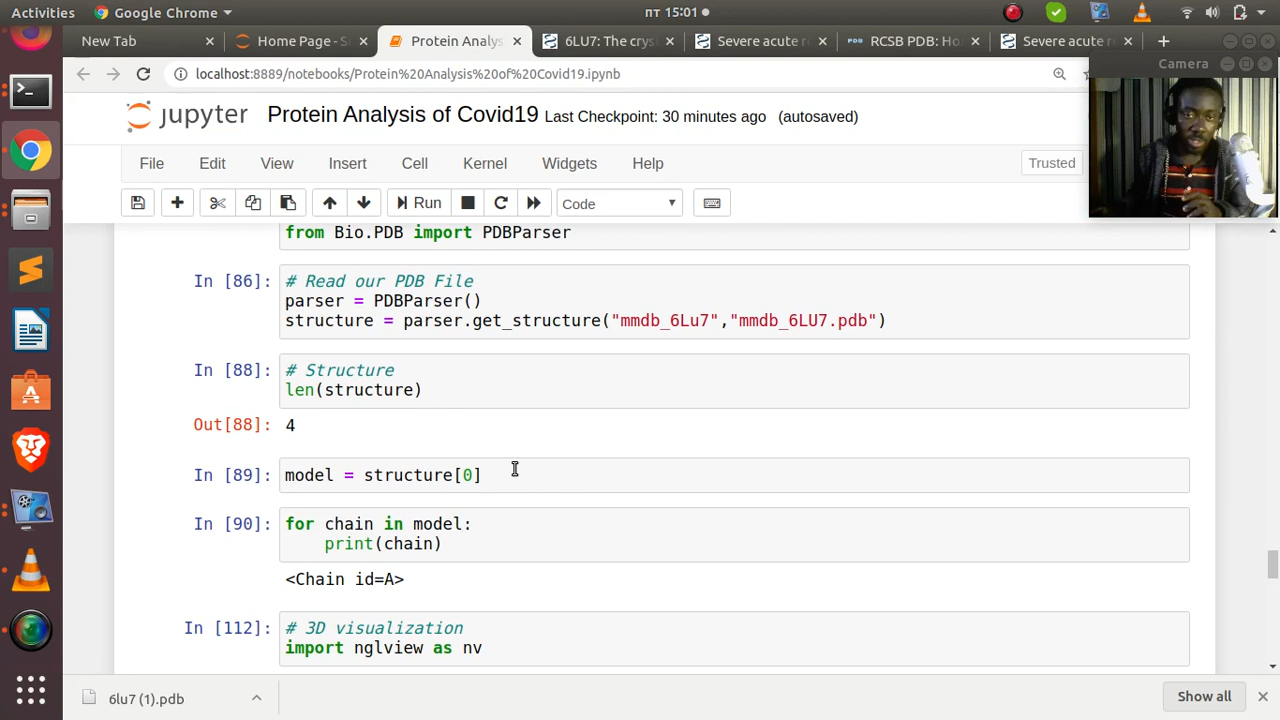 Activities
Google Chrome
пт 15:01
New Tab
Home Page - S
Protein Analys
6LU7: The crys
Severe acute re
PDB
RCSB PDB: Ho
Severe acute re
localhost:8889/notebooks/Protein%20Analysis%20of%20Covid19.ipynb
Camera
jupyter
Protein Analysis of Covid19
Last Checkpoint: 30 minutes ago (autosaved)
File Edit View Insert Cell Kernel Widgets Help
Trusted
Run
Code
from Bio.PDB import PDBParser
In [86]:
# Read our PDB File
parser = PDBParser()
structure = parser.get_structure("mmdb_6Lu7","mmdb_6LU7.pdb")
In [88]:
# Structure
len(structure)
Out[88]: 4
In [89]: model = structure[0]
In [90]:
for chain in model:
print(chain)
<Chain id=A>
In [112]:
# 3D visualization
import nglview as nv
6lu7 (1).pdb
Show all